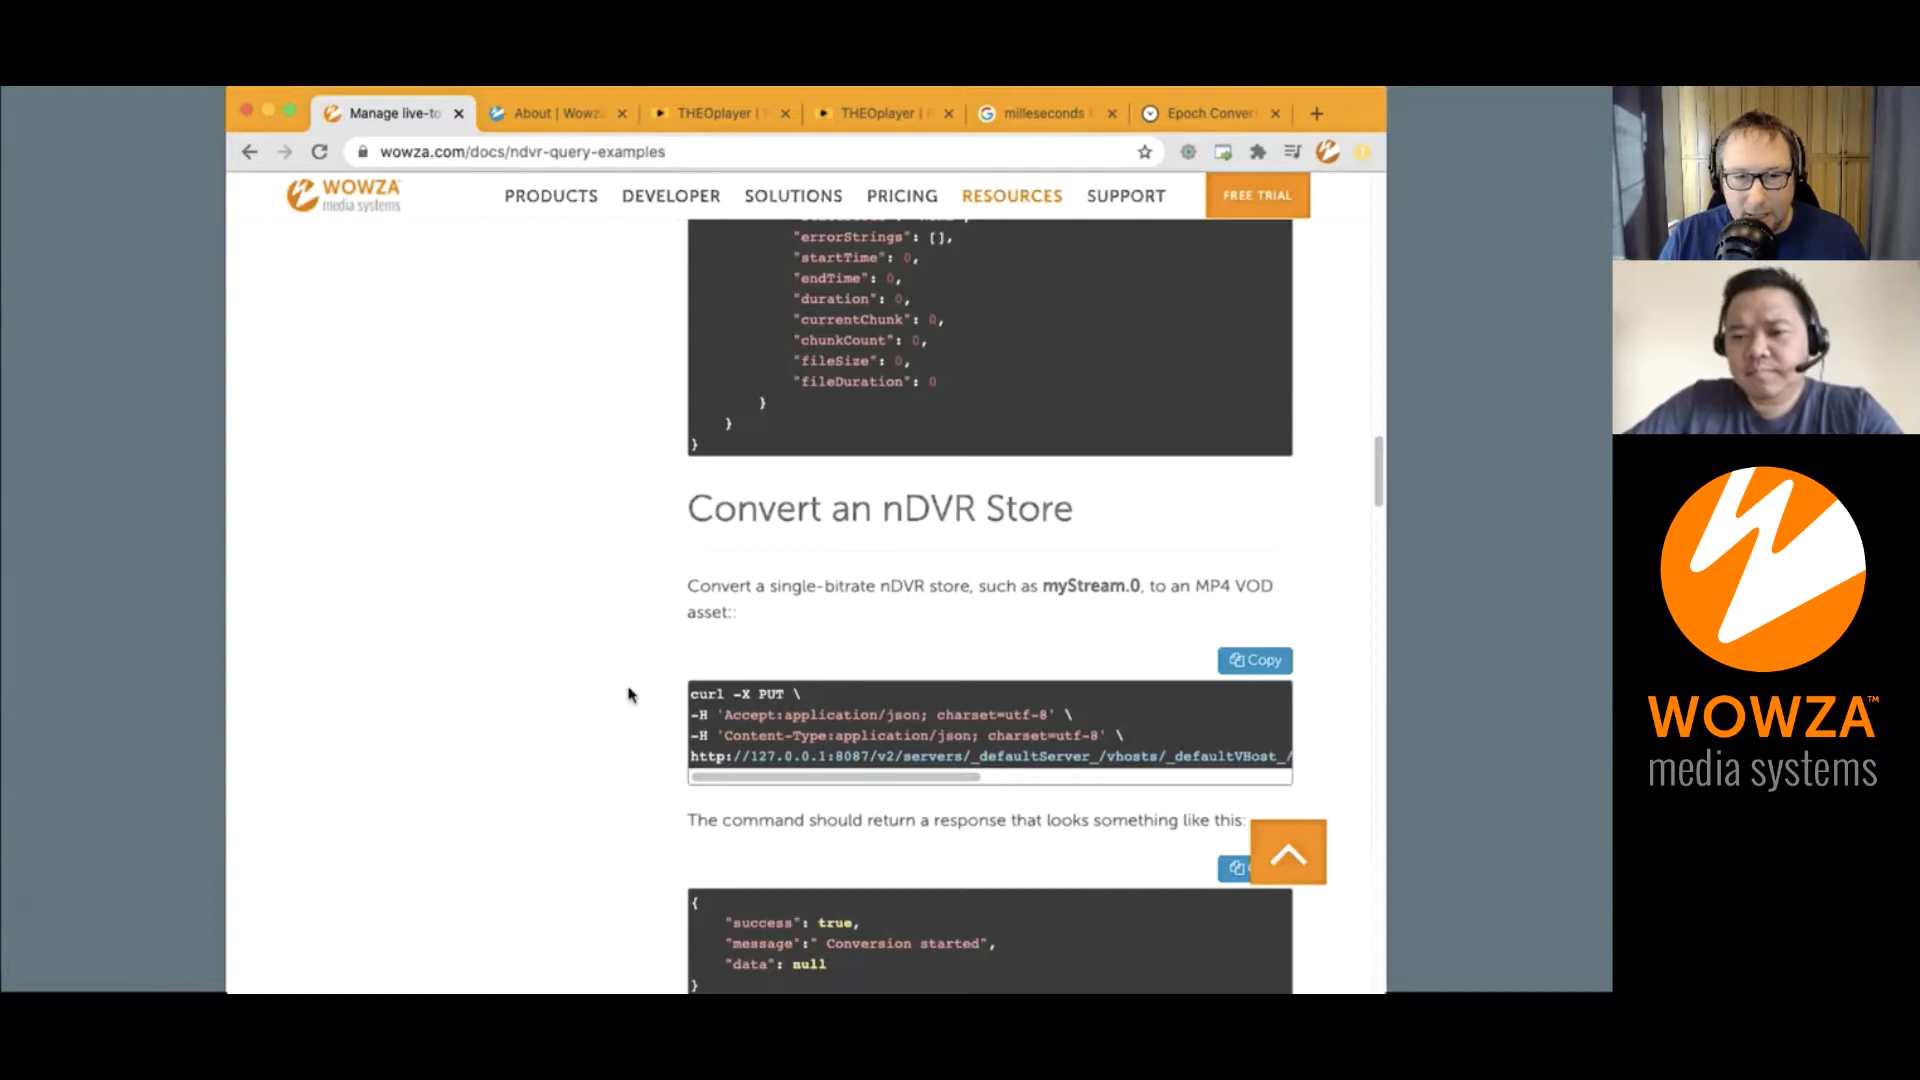 Manage live-to
About | Wowz
THEOplayer |
THEOplayer |
milleseconds
Epoch Conver
wowza.com/docs/ndvr-query-examples
WOWZA
media systems
PRODUCTS
DEVELOPER
SOLUTIONS
PRICING
RESOURCES
SUPPORT
FREE TRIAL
"errorStrings": [],
"startTime": 0,
"endTime": 0,
"duration": 0,
"currentChunk": 0,
"chunkCount": 0,
"fileSize": 0,
"fileDuration": 0
}
}
}
Convert an nDVR Store
Convert a single-bitrate nDVR store, such as myStream.0, to an MP4 VOD
asset::
Copy
curl -X PUT \
-H 'Accept:application/json; charset=utf-8' \
-H 'Content-Type:application/json; charset=utf-8' \
http://127.0.0.1:8087/v2/servers/_defaultServer_/vhosts/_defaultVHost_/
The command should return a response that looks something like this:
{
"success": true,
"message":" Conversion started",
"data": null
}
WOWZA™
media systems